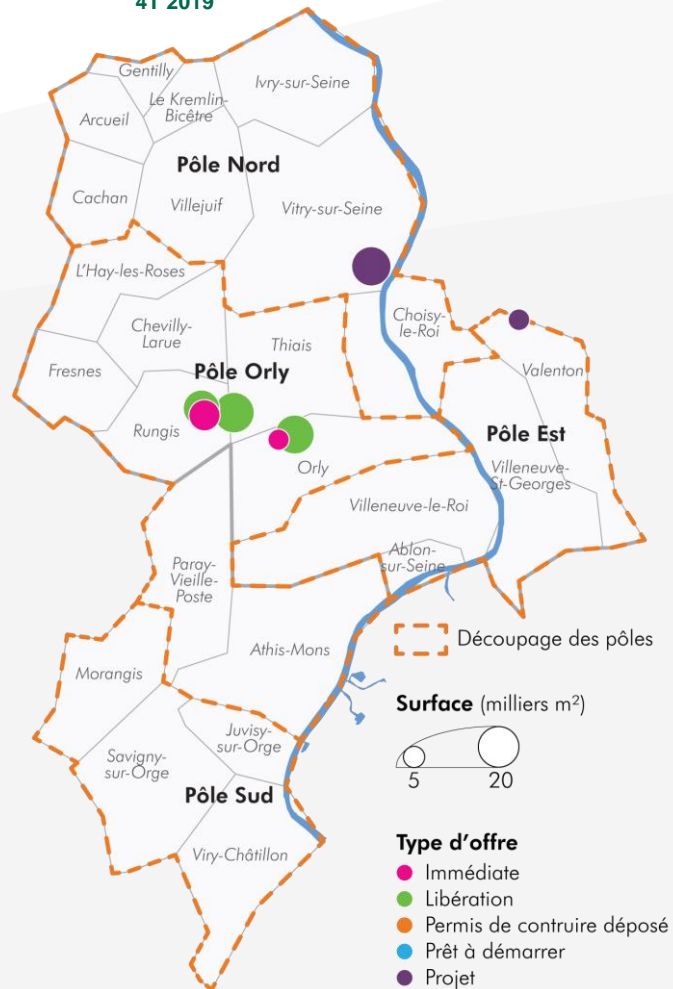 4T 2019
Gentilly
Ivry-sur-Seine
Le Kremlin-
Bicêtre
Arcueil
Pôle Nord
Cachan
Villejuif
Vitry-sur-Seine
L'Hay-les-Roses
Choisy-
le-Roi
Chevilly-
Larue
Thiais
Fresnes
Pôle Orly
Valenton
Rungis
Pôle Est
Orly
Villeneuve-
St-Georges
Villeneuve-le-Roi
Ablon-
sur-Seine
Paray-
Vieille-
Poste
Athis-Mons
Découpage des pôles
Morangis
Surface (milliers m²)
Juvisy-
sur-Orge
Savigny-
sur-Orge
5 20
Pôle Sud
Viry-Châtillon
Type d'offre
Immédiate
Libération
Permis de construire déposé
Prêt à démarrer
Projet